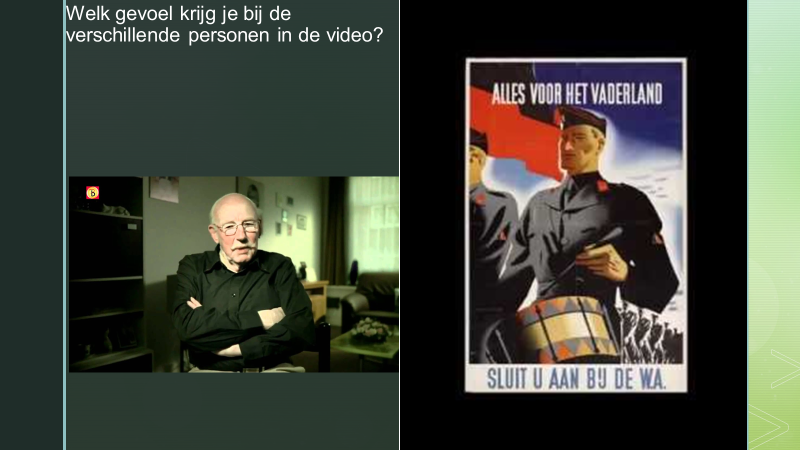 Welk gevoel krijg je bij de
verschillende personen in de video?
ALLES VOOR HET VADERLAND
SLUIT U AAN BIJ DE W.A.